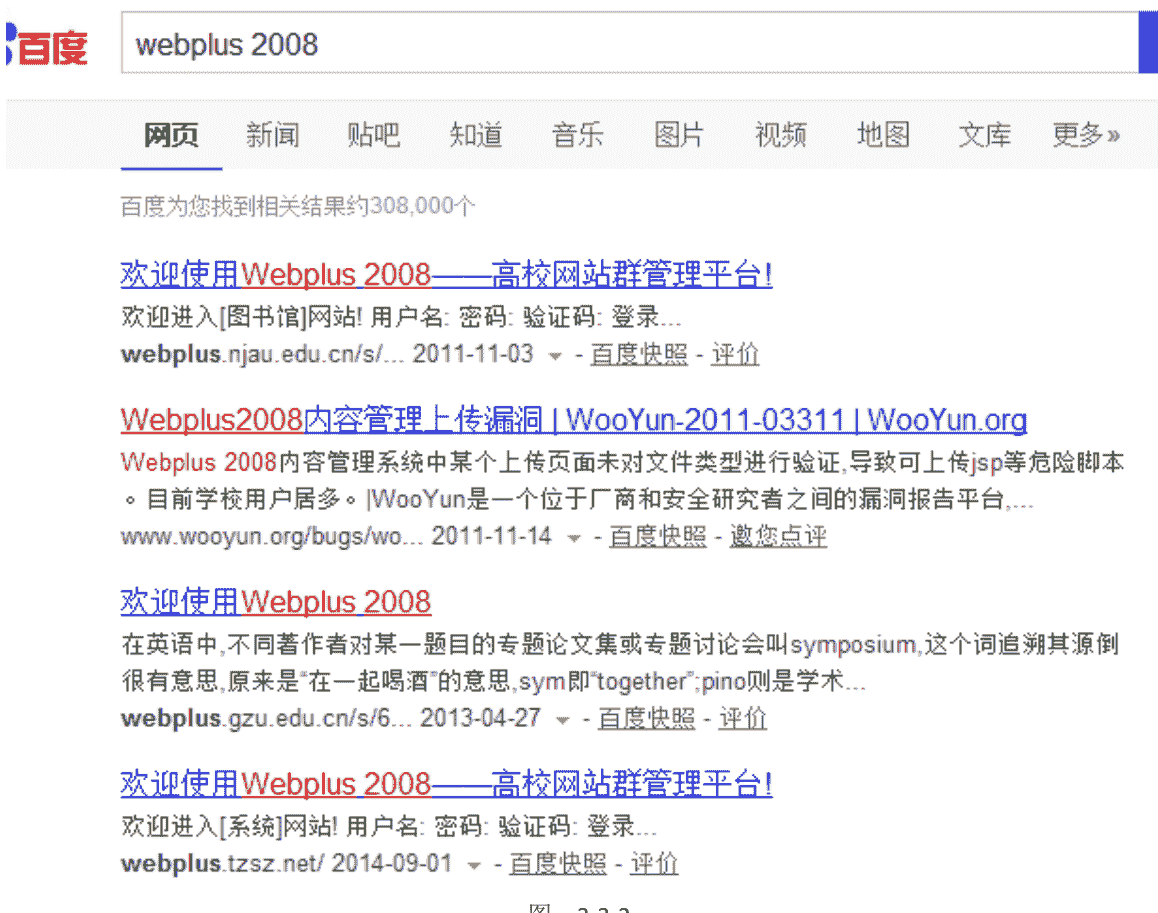 百度
webplus 2008
网页 新闻 贴吧 知道 音乐 图片 视频 地图 文库 更多»
百度为您找到相关结果约308,000个
欢迎使用Webplus 2008——高校网站群管理平台!
欢迎进入[图书馆]网站! 用户名: 密码: 验证码: 登录...
webplus.njau.edu.cn/s/... 2011-11-03 - 百度快照 - 评价
Webplus2008内容管理上传漏洞 | WooYun-2011-03311 | WooYun.org
Webplus 2008内容管理系统中某个上传页面未对文件类型进行验证,导致可上传jsp等危险脚本
。目前学校用户居多。|WooYun是一个位于厂商和安全研究者之间的漏洞报告平台,...
www.wooyun.org/bugs/wo... 2011-11-14 - 百度快照 - 邀您点评
欢迎使用Webplus 2008
在英语中,不同著作者对某一题目的专题论文集或专题讨论会叫symposium,这个词追溯其源倒
很有意思,原来是“在一起喝酒”的意思,sym即“together”;pino则是学术...
webplus.gzu.edu.cn/s/6... 2013-04-27 - 百度快照 - 评价
欢迎使用Webplus 2008——高校网站群管理平台!
欢迎进入[系统]网站! 用户名: 密码: 验证码: 登录...
webplus.tzsz.net/ 2014-09-01 - 百度快照 - 评价